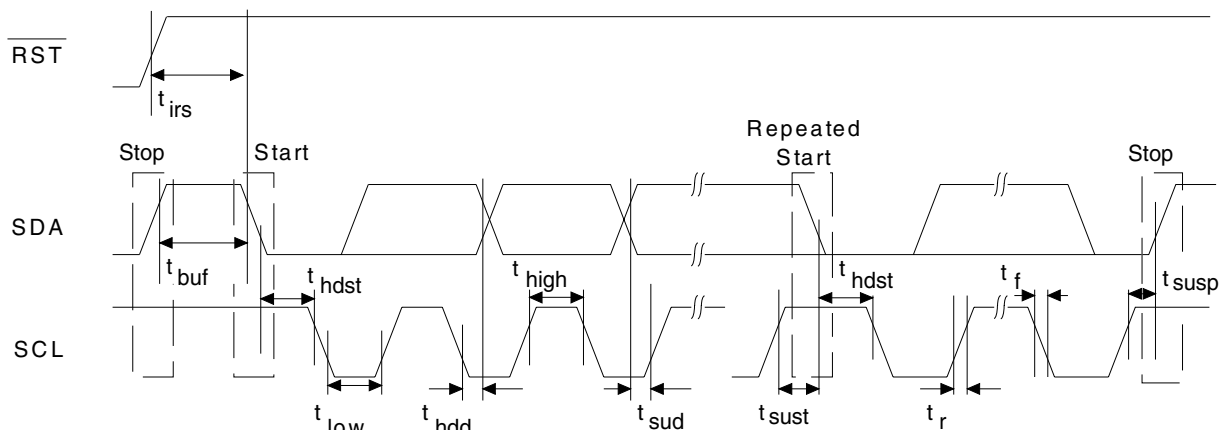 RST
t irs
Repeated
Stop Start Start Stop
SDA
t buf t hdst t high t hdst t f t susp
SCL
t low t hdd t sud t sust t r